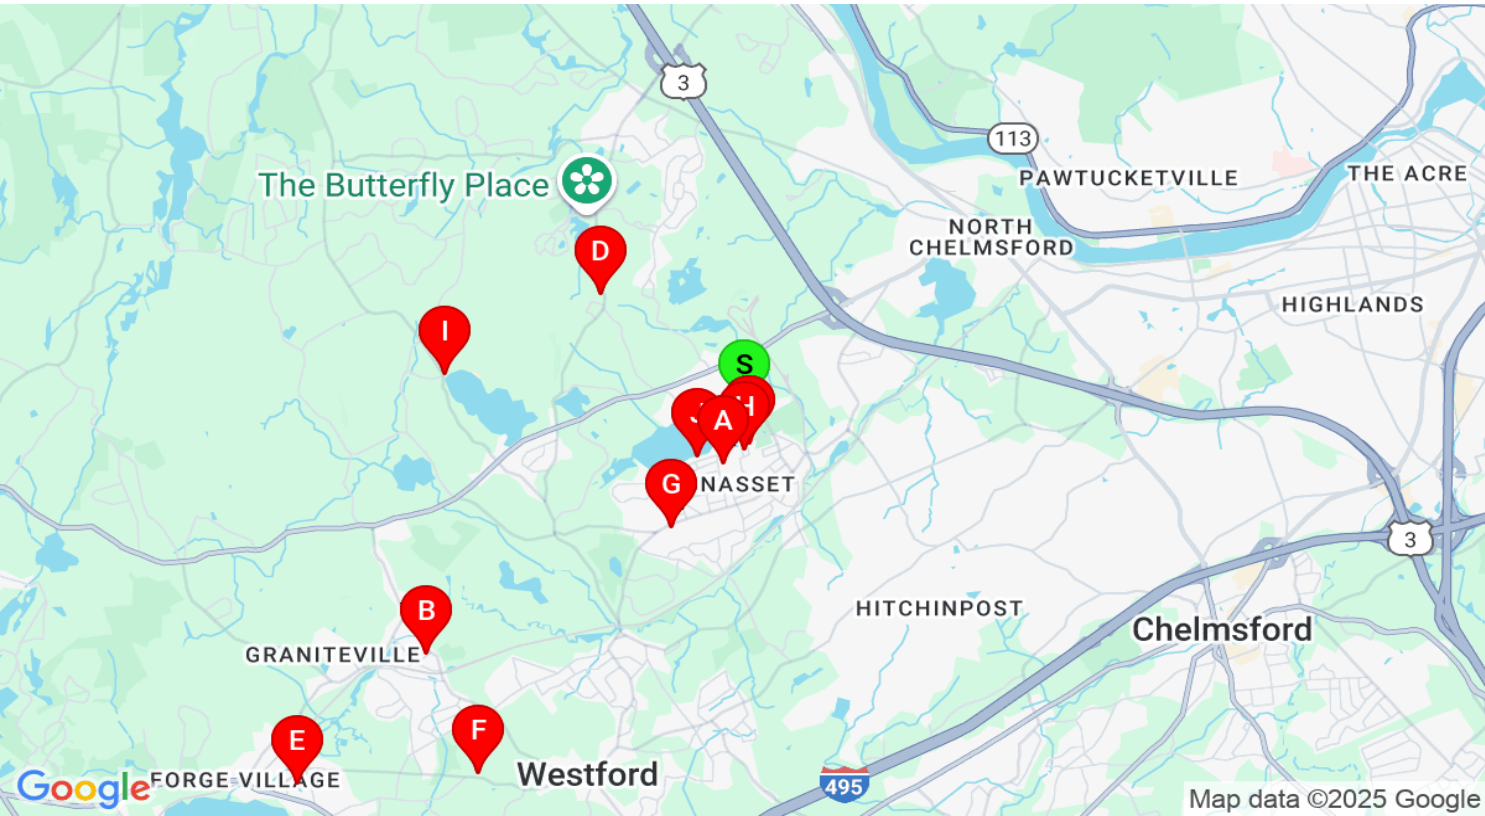 3
113
The Butterfly Place
PAWTUCKETVILLE
THE ACRE
NORTH
CHELMSFORD
D
HIGHLANDS
I
S
H
A
G
NASSET
3
B
HITCHINPOST
Chelmsford
GRANITEVILLE
F
E
Westford
FORGE VILLAGE
Google
495
Map data ©2025 Google